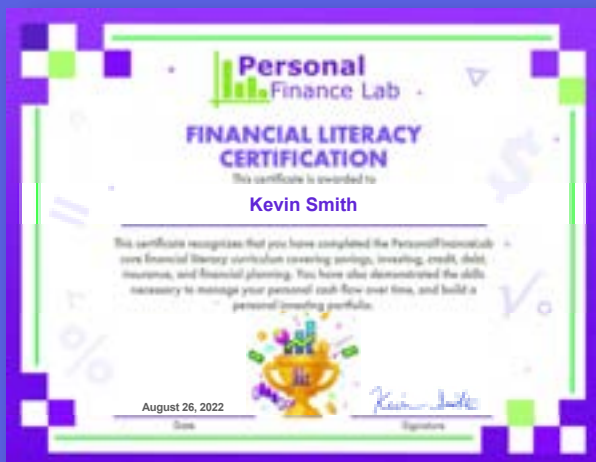 Personal
Finance Lab
FINANCIAL LITERACY
CERTIFICATION
This certificate is awarded to
Kevin Smith
This certificate recognizes that you have completed the PersonalFinanceLab
core financial literacy curriculum covering savings, investing, credit, debt,
insurance, and financial planning. You have also demonstrated the skills
necessary to manage your personal cash flow over time, and build a
personal investing portfolio.
August 26, 2022
Kevin Smith
Date
Signature